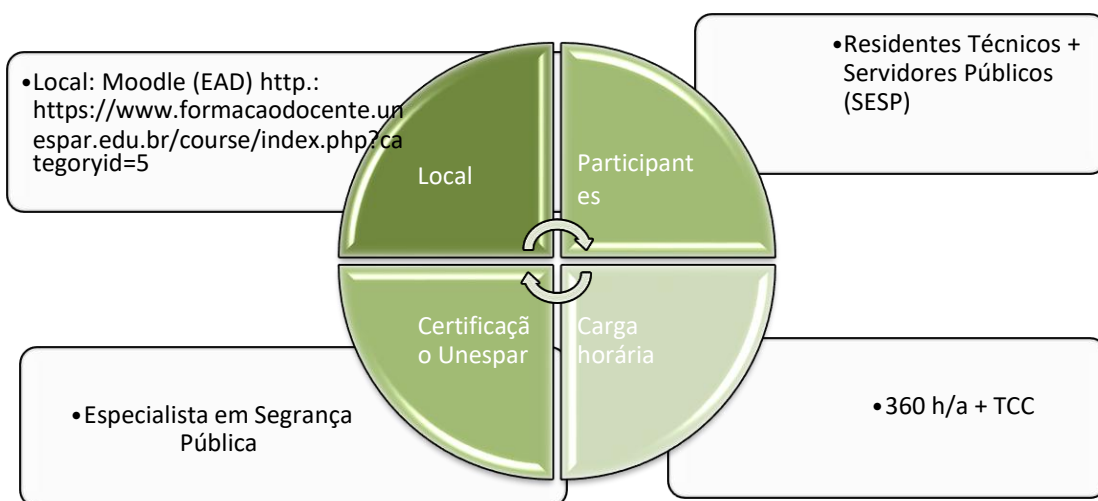 •Local: Moodle (EAD) http.:
https://www.formacaodocente.un
espar.edu.br/course/index.php?ca
tegoryid=5
•Residentes Técnicos +
Servidores Públicos
(SESP)
Local
Participant
es
Certificaçã
o Unespar
Carga
horária
•Especialista em Segrança
Pública
•360 h/a + TCC